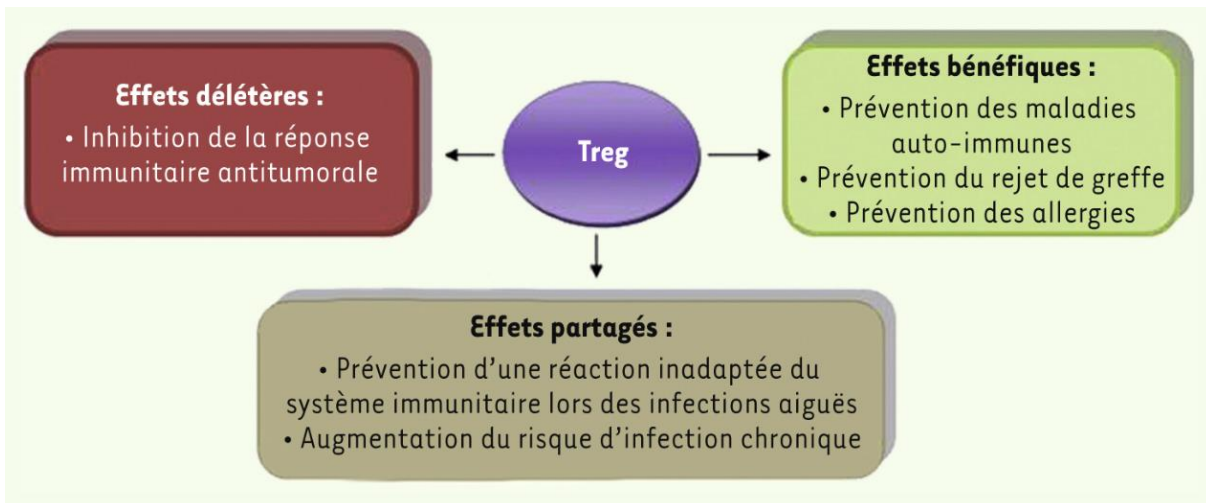 Effets délétères :
• Inhibition de la réponse
immunitaire antitumorale
Treg
Effets bénéfiques :
• Prévention des maladies
auto-immunes
• Prévention du rejet de greffe
• Prévention des allergies
Effets partagés :
• Prévention d'une réaction inadaptée du
système immunitaire lors des infections aiguës
• Augmentation du risque d'infection chronique